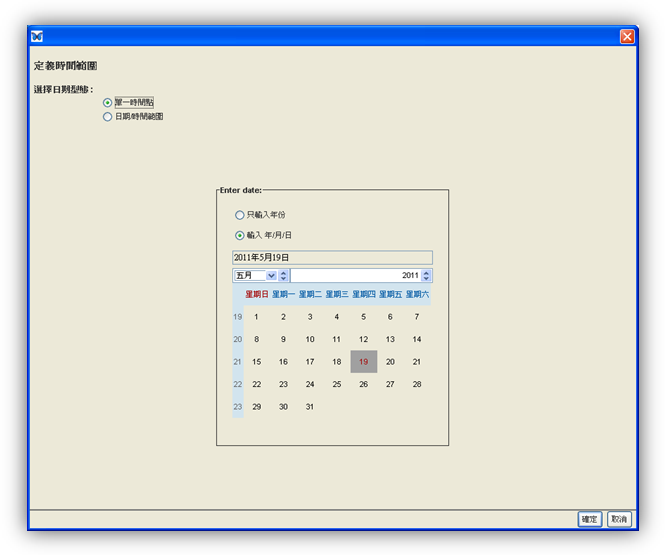 定義時間範圍
選擇日期型態：
單一時間點
日期/時間範圍
Enter date:
只輸入年份
輸入 年/月/日
2011年5月19日
五月 2011
星期日 星期一 星期二 星期三 星期四 星期五 星期六
19 1 2 3 4 5 6 7
20 8 9 10 11 12 13 14
21 15 16 17 18 19 20 21
22 22 23 24 25 26 27 28
23 29 30 31
確定 取消